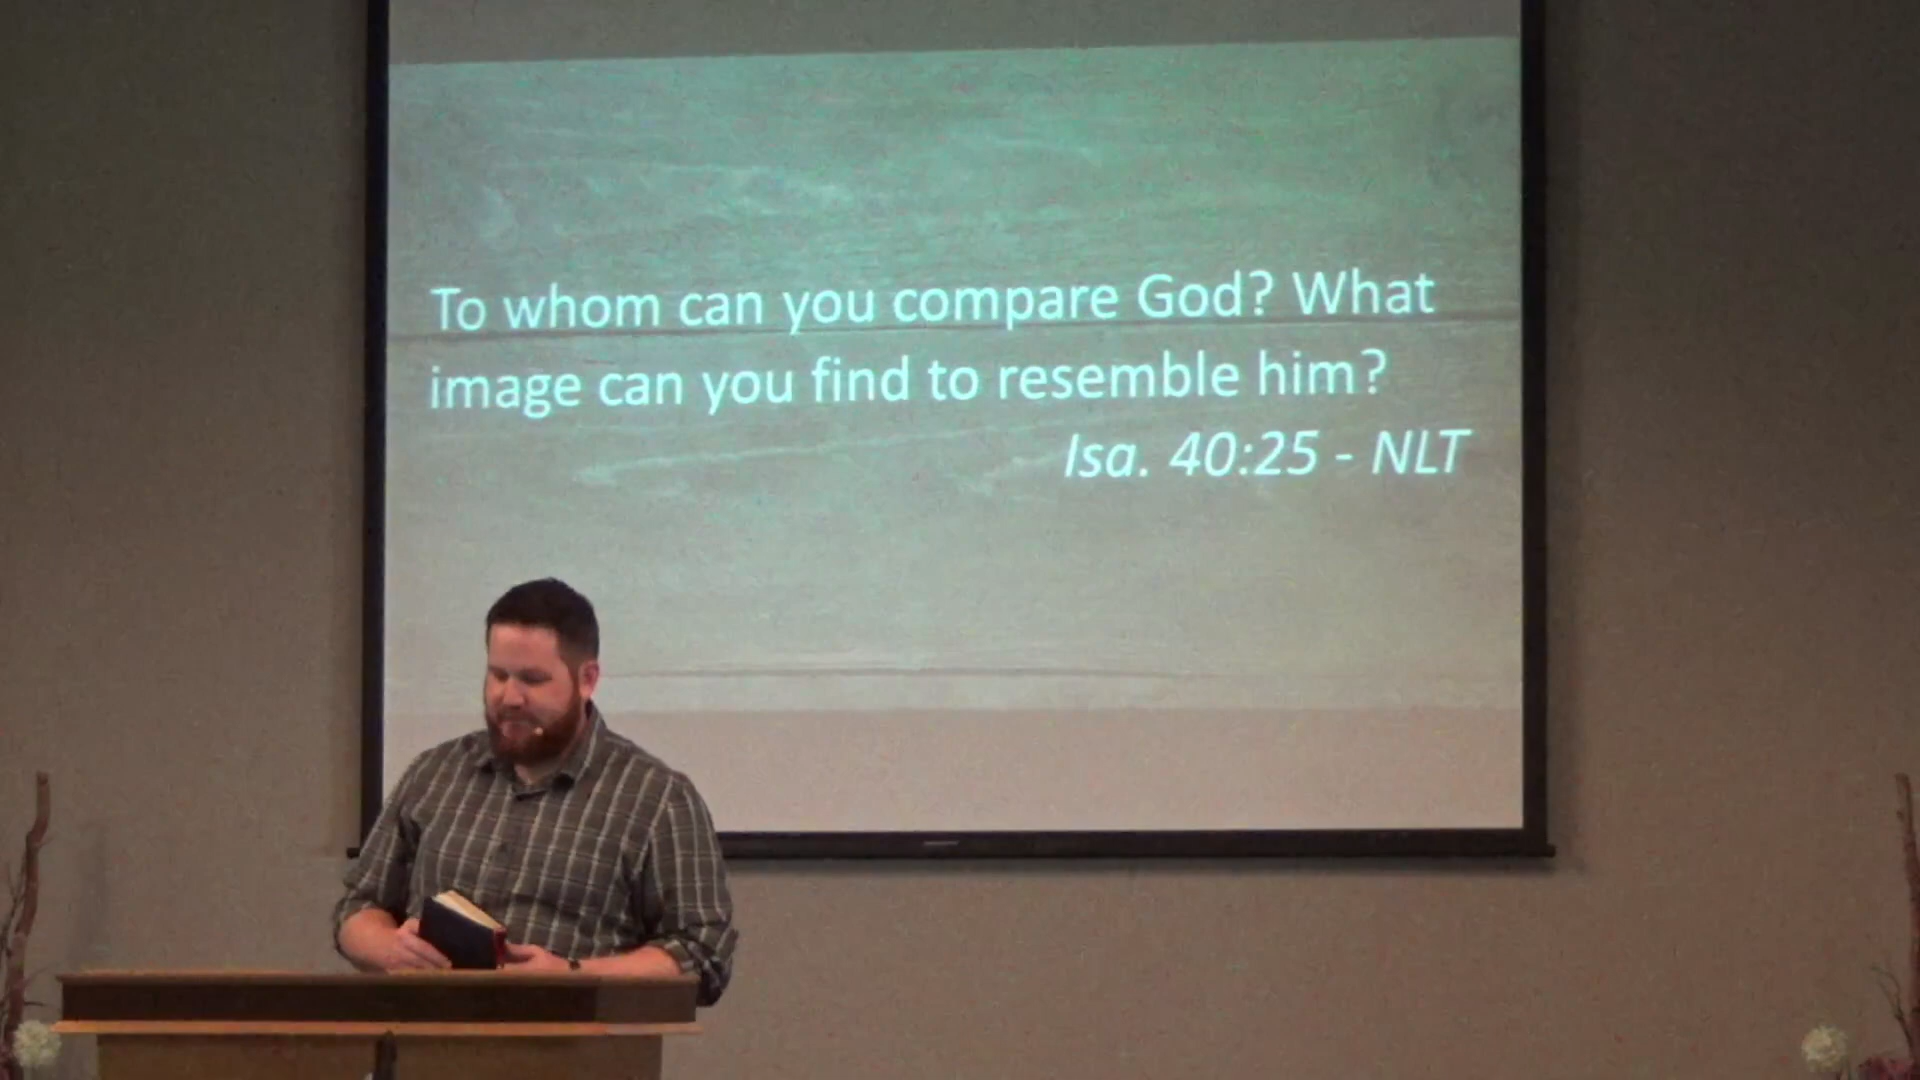 To whom can you compare God? What
image can you find to resemble him?
Isa. 40:25 - NLT